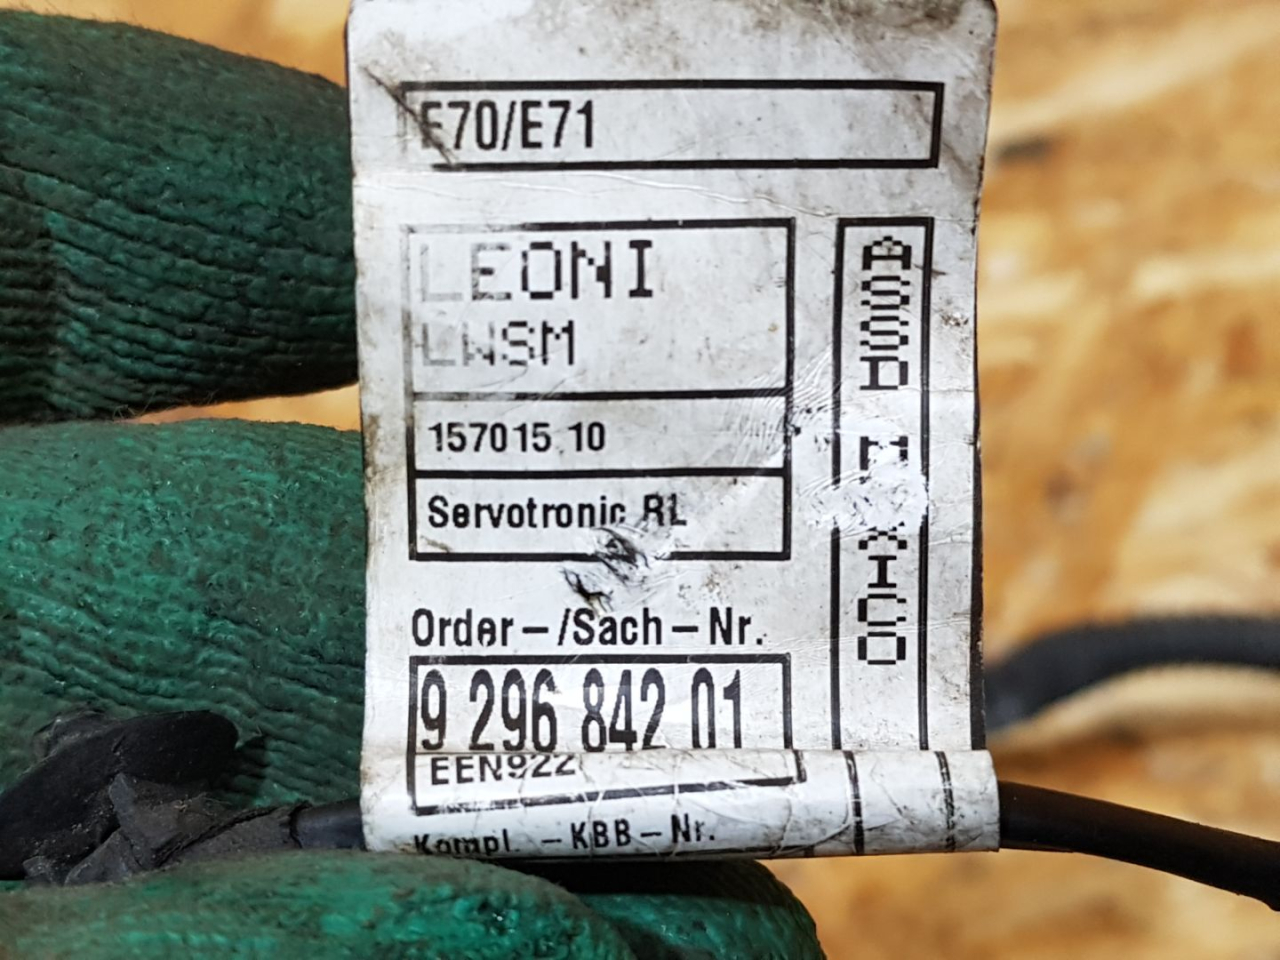 E70/E71
LEONI
LWSM
157015.10
Servotronic RL
ASSD
Order-/Sach-Nr.
9 296 842 01
EEN922
Kompl. -KBB-Nr.